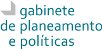 gabinete
de planeamento
e políticas